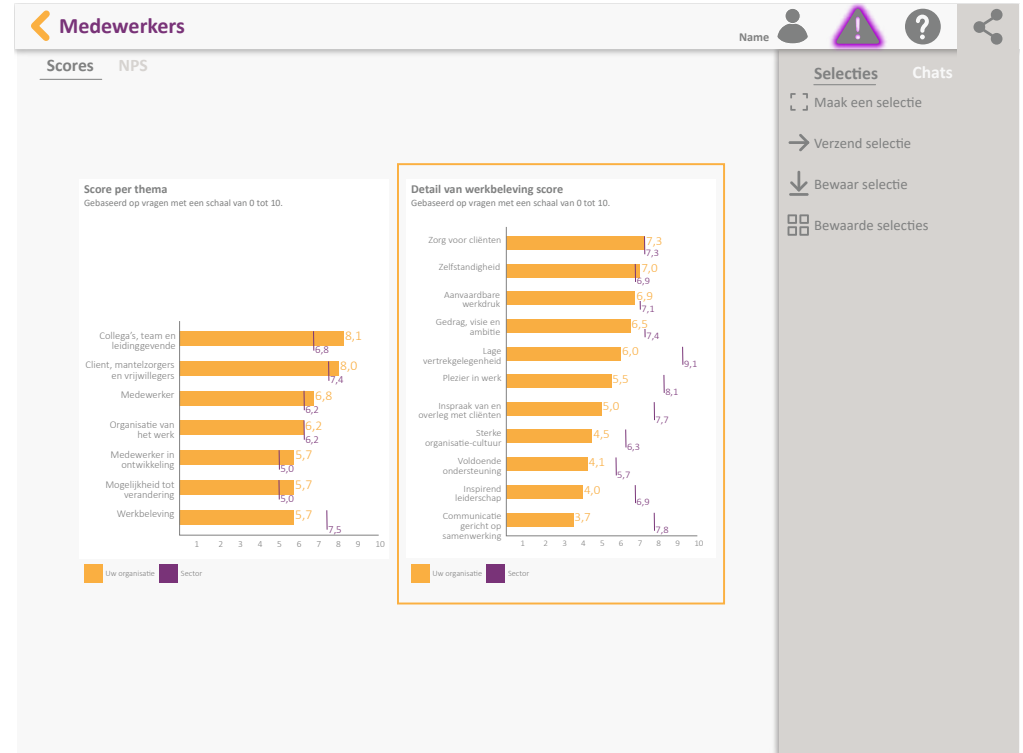 Medewerkers
Name
Scores NPS
Selecties Chats
Maak een selectie
Verzend selectie
Bewaar selectie
Bewaarde selecties
Score per thema
Gebaseerd op vragen met een schaal van 0 tot 10.
Collega's, team en
leidinggevende
8,1
6,8
Client, mantelzorgers
en vrijwillegers
8,0
7,4
Medewerker
6,8
6,2
Organisatie van
het werk
6,2
6,2
Medewerker in
ontwikkeling
5,7
5,0
Mogelijkheid tot
verandering
5,7
5,0
Werkbeleving
5,7
7,5
1 2 3 4 5 6 7 8 9 10
Uw organisatie Sector
Detail van werkbeleving score
Gebaseerd op vragen met een schaal van 0 tot 10.
Zorg voor cliënten
7,3
7,3
Zelfstandigheid
7,0
6,9
Aanvaardbare
werkdruk
6,9
7,1
Gedrag, visie en
ambitie
6,5
7,4
Lage
vertrekgelegenheid
6,0
9,1
Plezier in werk
5,5
8,1
Inspraak van en
overleg met cliënten
5,0
7,7
Sterke
organisatie-cultuur
4,5
6,3
Voldoende
ondersteuning
4,1
5,7
Inspirend
leiderschap
4,0
6,9
Communicatie
gericht op
samenwerking
3,7
7,8
1 2 3 4 5 6 7 8 9 10
Uw organisatie Sector